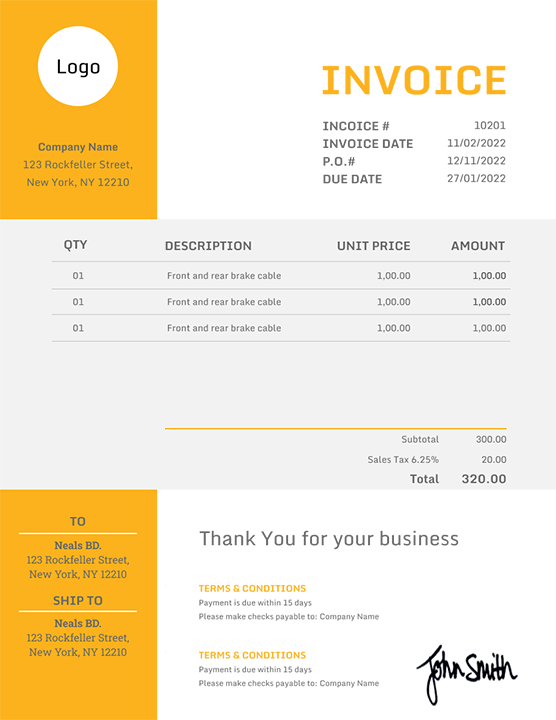 Logo
Company Name
123 Rockfeller Street,
New York, NY 12210
INVOICE
INCOICE # 10201
INVOICE DATE 11/02/2022
P.O.# 12/11/2022
DUE DATE 27/01/2022
QTY DESCRIPTION UNIT PRICE AMOUNT
01 Front and rear brake cable 1,00.00 1,00.00
01 Front and rear brake cable 1,00.00 1,00.00
01 Front and rear brake cable 1,00.00 1,00.00
Subtotal 300.00
Sales Tax 6.25% 20.00
Total 320.00
TO
Neals BD.
123 Rockfeller Street,
New York, NY 12210
SHIP TO
Neals BD.
123 Rockfeller Street,
New York, NY 12210
Thank You for your business
TERMS & CONDITIONS
Payment is due within 15 days
Please make checks payable to: Company Name
TERMS & CONDITIONS
Payment is due within 15 days
Please make checks payable to: Company Name
John Smith